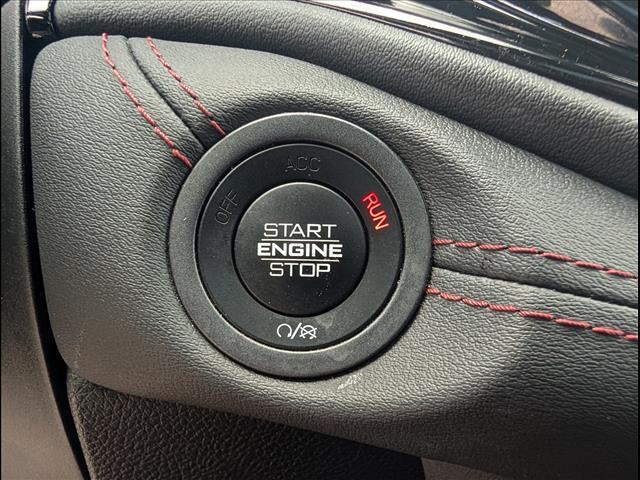 OFF
ACC
RUN
START
ENGINE
STOP